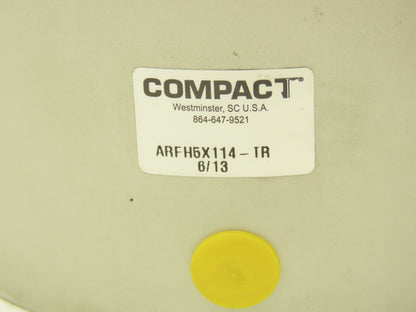 COMPACT®
Westminster, SC U.S.A.
864-647-9521
ARFH5X114-TR
6/13